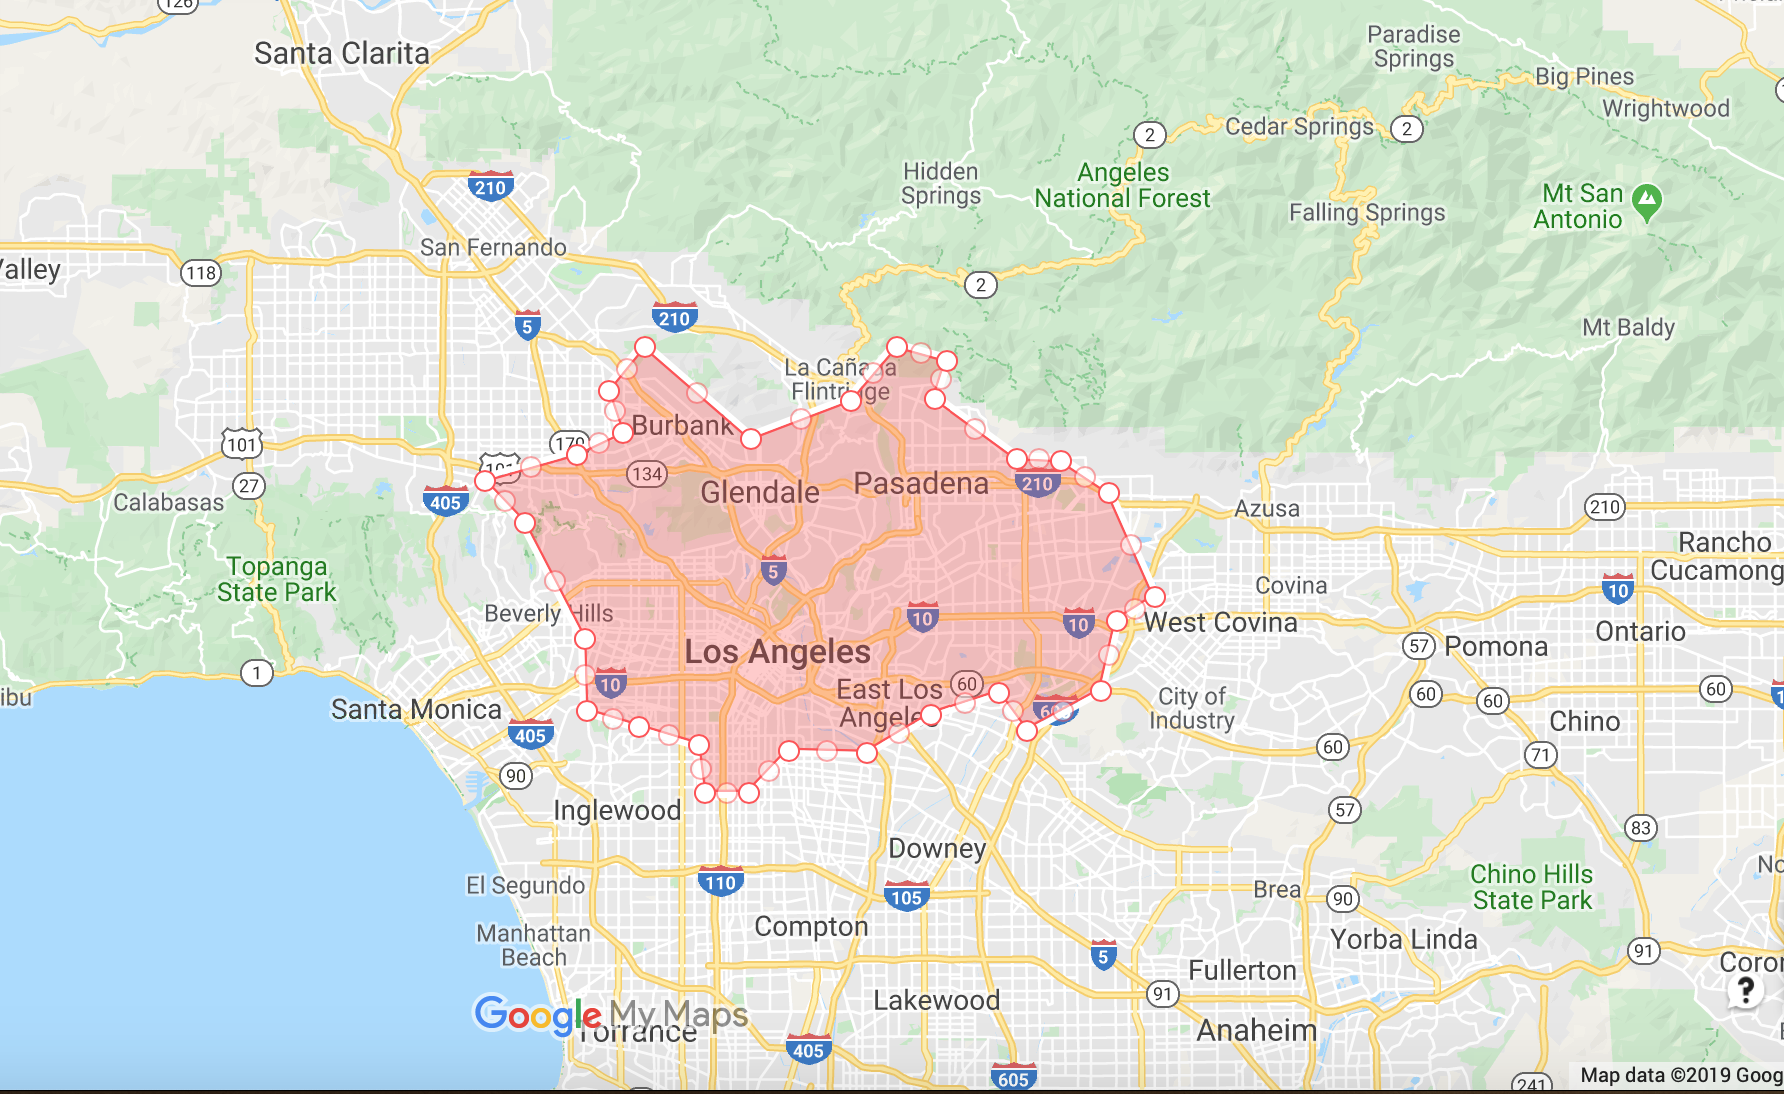 126
Santa Clarita
Paradise
Springs
Big Pines
Wrightwood
2
Cedar Springs
2
Hidden
Springs
Angeles
National Forest
210
Mt San
Antonio
Falling Springs
San Fernando
Valley
118
2
5
210
Mt Baldy
La Cañada
Flintridge
Burbank
101
170
101
134
Glendale
Pasadena
210
27
405
Calabasas
Azusa
210
Rancho
Cucamong
Topanga
State Park
5
Covina
10
Beverly Hills
10
10
West Covina
Ontario
57
Pomona
Los Angeles
1
10
East Los
Angeles
60
60
60
60
60
City of
Industry
ibu
Santa Monica
405
Chino
60
71
90
Inglewood
57
83
Downey
110
105
El Segundo
Brea
90
Chino Hills
State Park
Compton
Manhattan
Beach
Yorba Linda
5
91
Fullerton
Coror
91
Lakewood
Google My Maps
Torrance
Anaheim
?
405
605
241
Map data ©2019 Goog